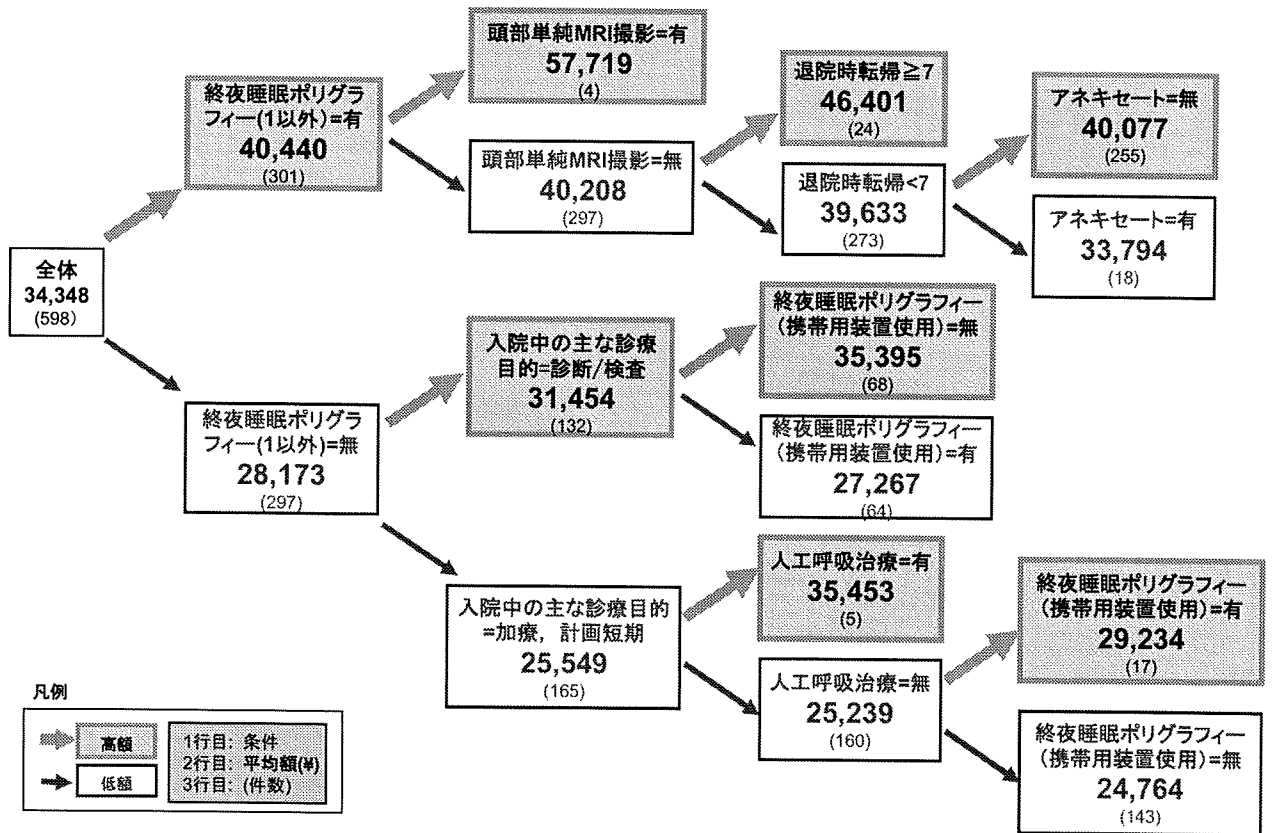 全体
34,348
(598)
終夜睡眠ポリグラ
フィー(1以外)=有
40,440
(301)
終夜睡眠ポリグラ
フィー(1以外)=無
28,173
(297)
頭部単純MRI撮影=有
57,719
(4)
頭部単純MRI撮影=無
40,208
(297)
退院時転帰≧7
46,401
(24)
退院時転帰<7
39,633
(273)
アネキセート=無
40,077
(255)
アネキセート=有
33,794
(18)
入院中の主な診療
目的=診断/検査
31,454
(132)
終夜睡眠ポリグラフィー
(携帯用装置使用)=無
35,395
(68)
終夜睡眠ポリグラフィー
(携帯用装置使用)=有
27,267
(64)
入院中の主な診療目的
=加療，計画短期
25,549
(165)
人工呼吸治療=有
35,453
(5)
人工呼吸治療=無
25,239
(160)
終夜睡眠ポリグラフィー
(携帯用装置使用)=有
29,234
(17)
終夜睡眠ポリグラフィー
(携帯用装置使用)=無
24,764
(143)
凡例
高額
低額
1行目: 条件
2行目: 平均額(¥)
3行目: (件数)